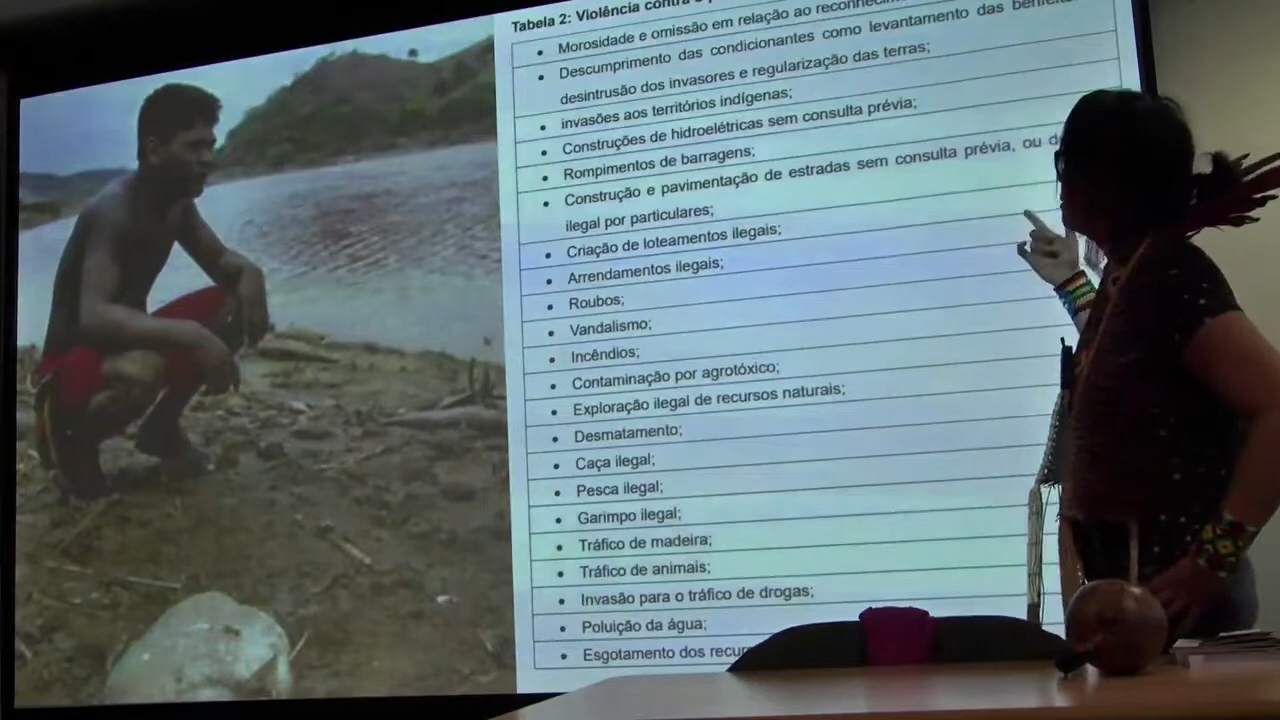 Tabela 2: Violência contra o
• Morosidade e omissão em relação ao
• Descumprimento das condicionantes como levantamento das
desintrusão dos invasores e regularização das terras;
• invasões aos territórios indígenas;
• Construções de hidroelétricas sem consulta prévia;
• Rompimentos de barragens;
• Construção e pavimentação de estradas sem consulta prévia, ou
ilegal por particulares;
• Criação de loteamentos ilegais;
• Arrendamentos ilegais;
• Roubos;
• Vandalismo;
• Incêndios;
• Contaminação por agrotóxico;
• Exploração ilegal de recursos naturais;
• Desmatamento;
• Caça ilegal;
• Pesca ilegal;
• Garimpo ilegal;
• Tráfico de madeira;
• Tráfico de animais;
• Invasão para o tráfico de drogas;
• Poluição da água;
• Esgotamento dos